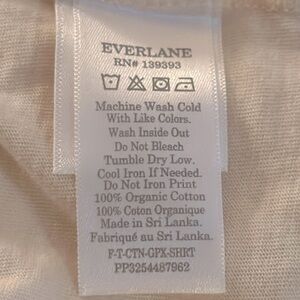 EVERLANE
RN# 139393
Machine Wash Cold
With Like Colors.
Wash Inside Out
Do Not Bleach
Tumble Dry Low.
Cool Iron If Needed.
Do Not Iron Print
100% Organic Cotton
100% Coton Organique
Made in Sri Lanka.
Fabriqué au Sri Lanka.
F-T-CTN-GFX-SHRT
PP3254487962